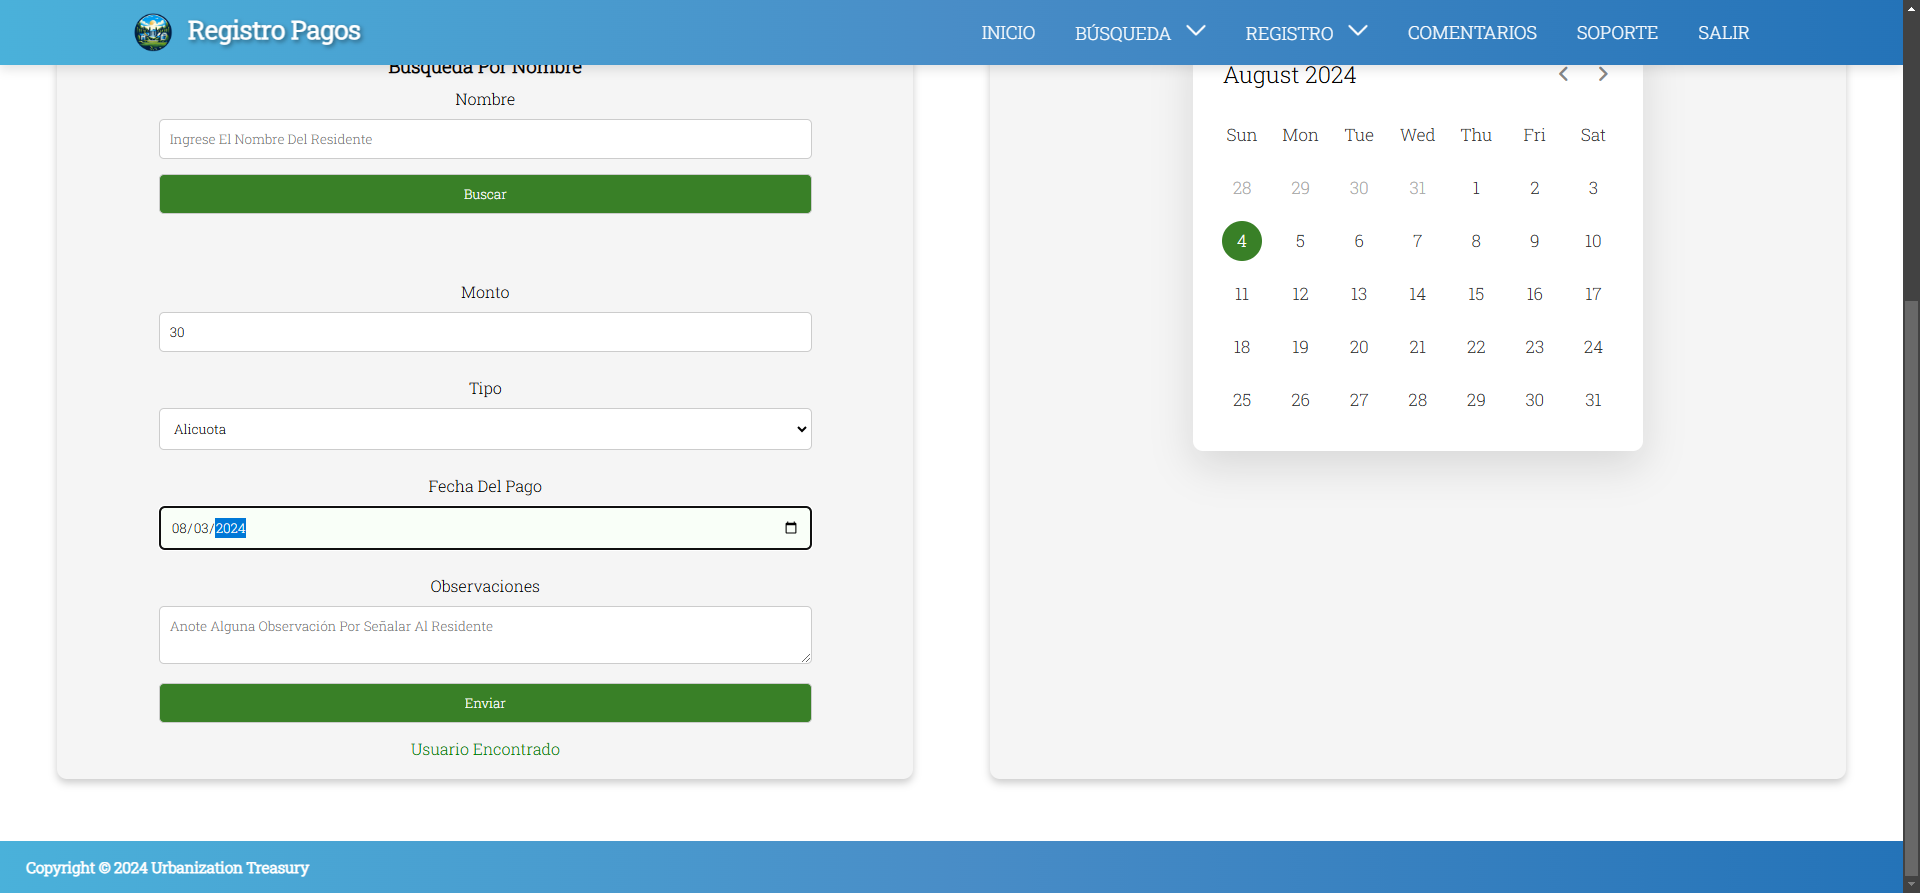 Registro Pagos
INICIO
BÚSQUEDA
REGISTRO
COMENTARIOS
SOPORTE
SALIR
Busqueda Por Nombre
Nombre
Ingrese El Nombre Del Residente
Buscar
Monto
30
Tipo
Alicuota
Fecha Del Pago
08/03/2024
Observaciones
Anote Alguna Observación Por Señalar Al Residente
Enviar
Usuario Encontrado
August 2024
Sun Mon Tue Wed Thu Fri Sat
28 29 30 31 1 2 3
4 5 6 7 8 9 10
11 12 13 14 15 16 17
18 19 20 21 22 23 24
25 26 27 28 29 30 31
Copyright © 2024 Urbanization Treasury